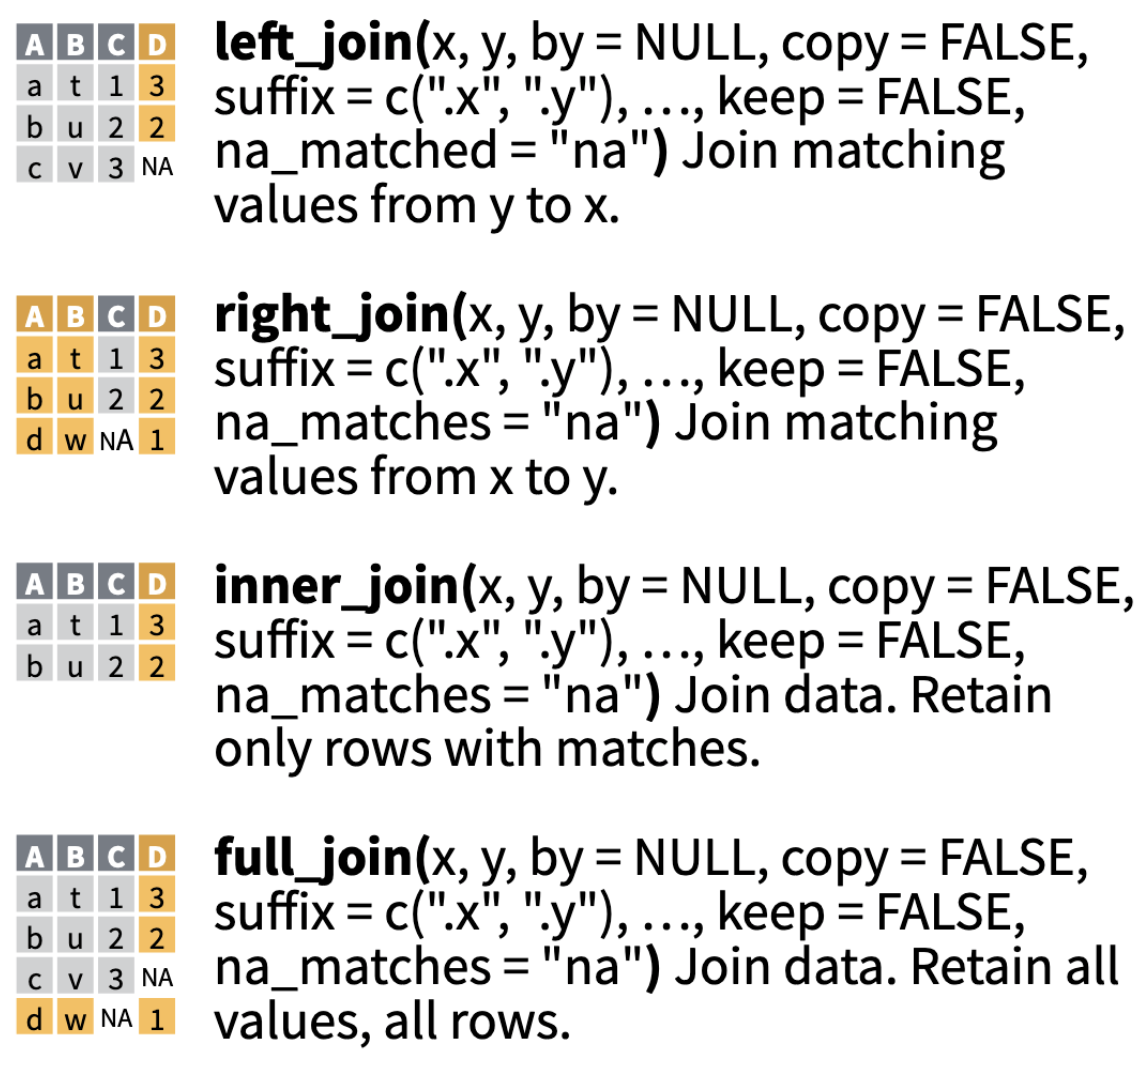 A B C D
a t 1 3
b u 2 2
c v 3 NA
left_join(x, y, by = NULL, copy = FALSE,
suffix = c(".x", ".y"), …, keep = FALSE,
na_matched = "na") Join matching
values from y to x.
A B C D
a t 1 3
b u 2 2
d w NA 1
right_join(x, y, by = NULL, copy = FALSE,
suffix = c(".x", ".y"), …, keep = FALSE,
na_matches = "na") Join matching
values from x to y.
A B C D
a t 1 3
b u 2 2
inner_join(x, y, by = NULL, copy = FALSE,
suffix = c(".x", ".y"), …, keep = FALSE,
na_matches = "na") Join data. Retain
only rows with matches.
A B C D
a t 1 3
b u 2 2
c v 3 NA
d w NA 1
full_join(x, y, by = NULL, copy = FALSE,
suffix = c(".x", ".y"), …, keep = FALSE,
na_matches = "na") Join data. Retain all
values, all rows.